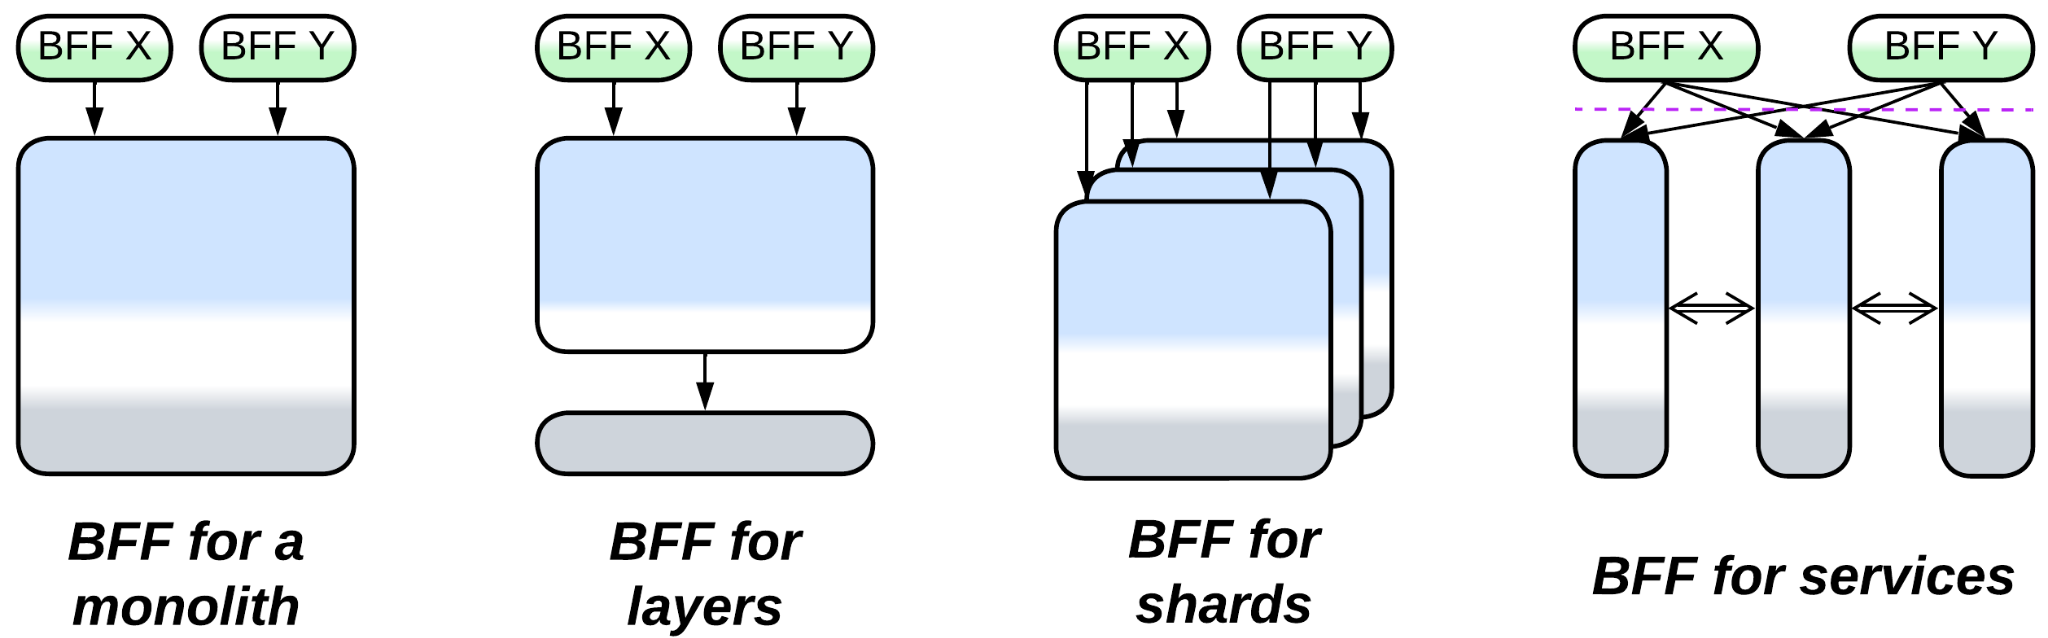 BFF X
BFF Y
BFF X
BFF Y
BFF X
BFF Y
BFF X
BFF Y
BFF for a
monolith
BFF for
layers
BFF for
shards
BFF for services